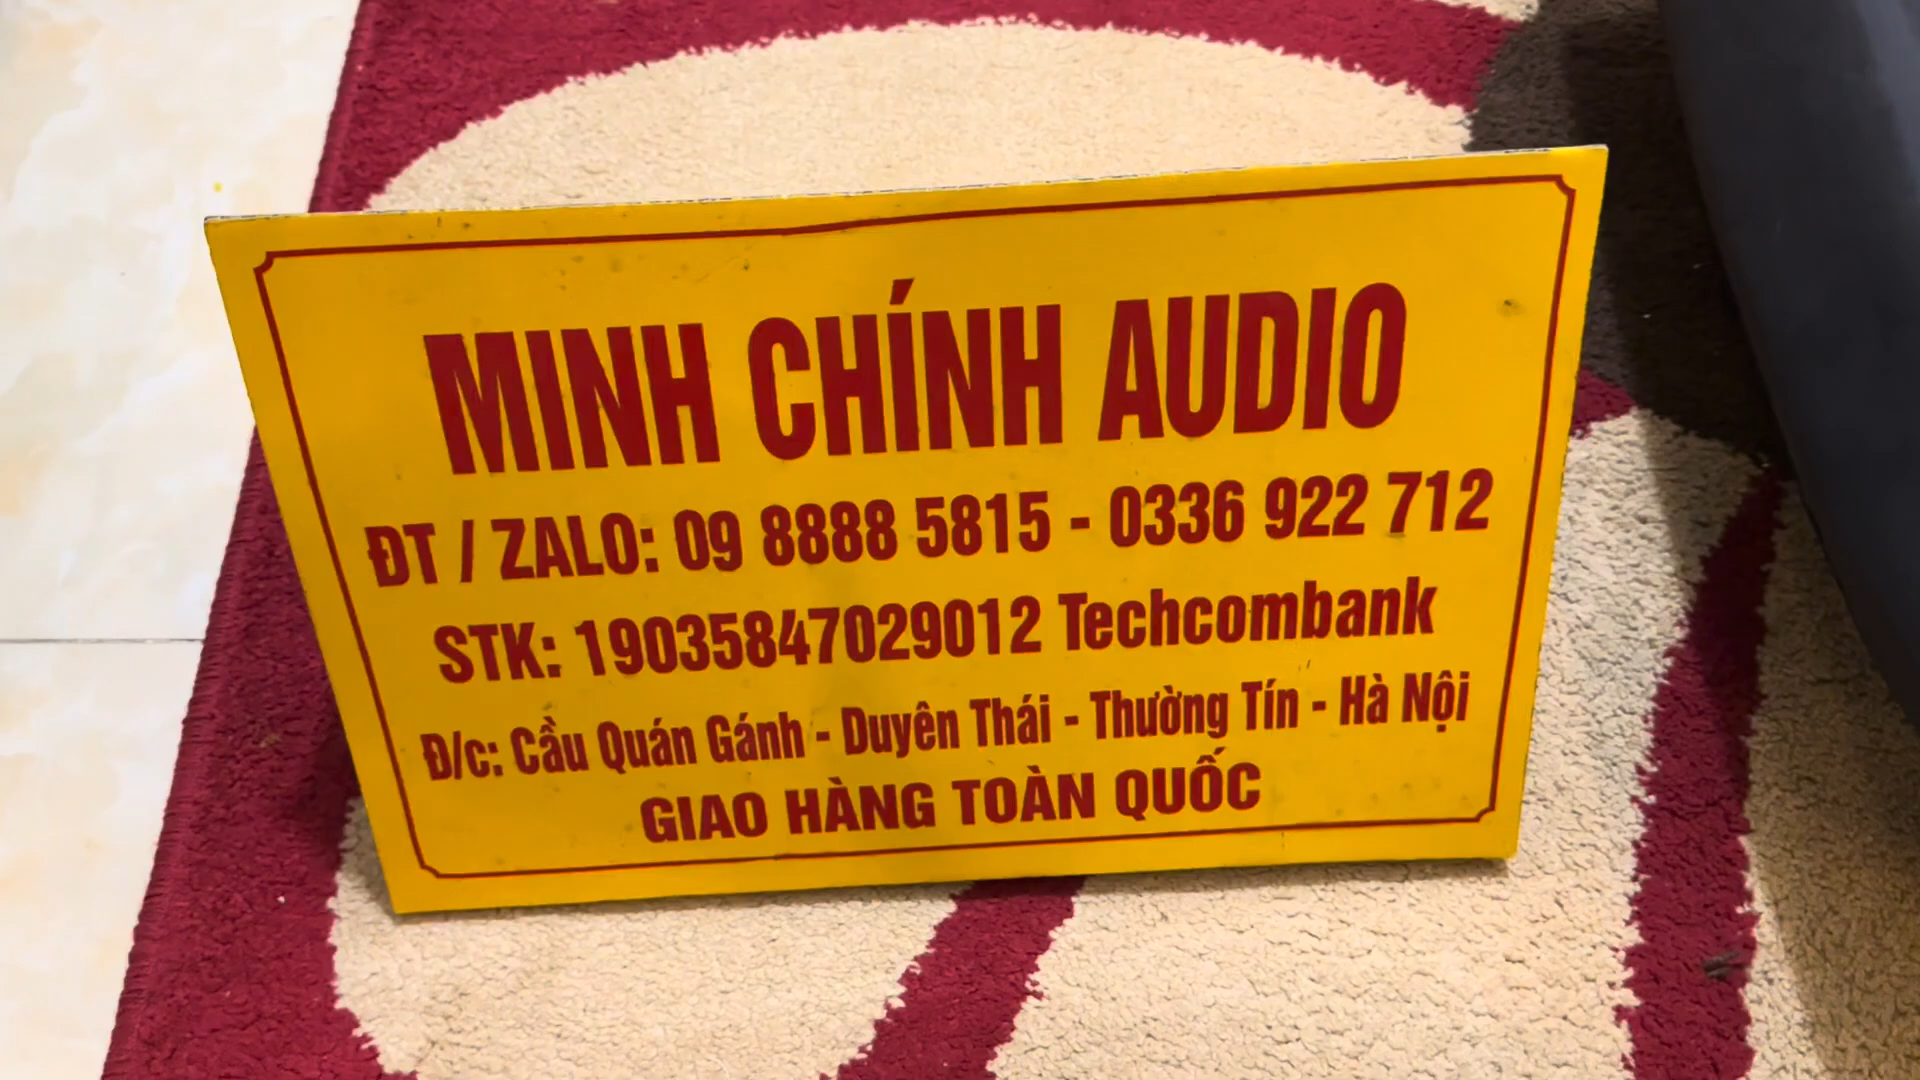 MINH CHÍNH AUDIO
ĐT / ZALO: 09 8888 5815 - 0336 922 712
STK: 19035847029012 Techcombank
Đ/c: Cầu Quán Gánh - Duyên Thái - Thường Tín - Hà Nội
GIAO HÀNG TOÀN QUỐC